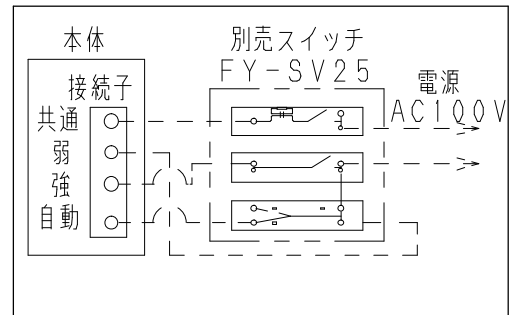 本体
別売スイッチ
FY-SV25
電源
AC100V
接続子
共通
弱
強
自動